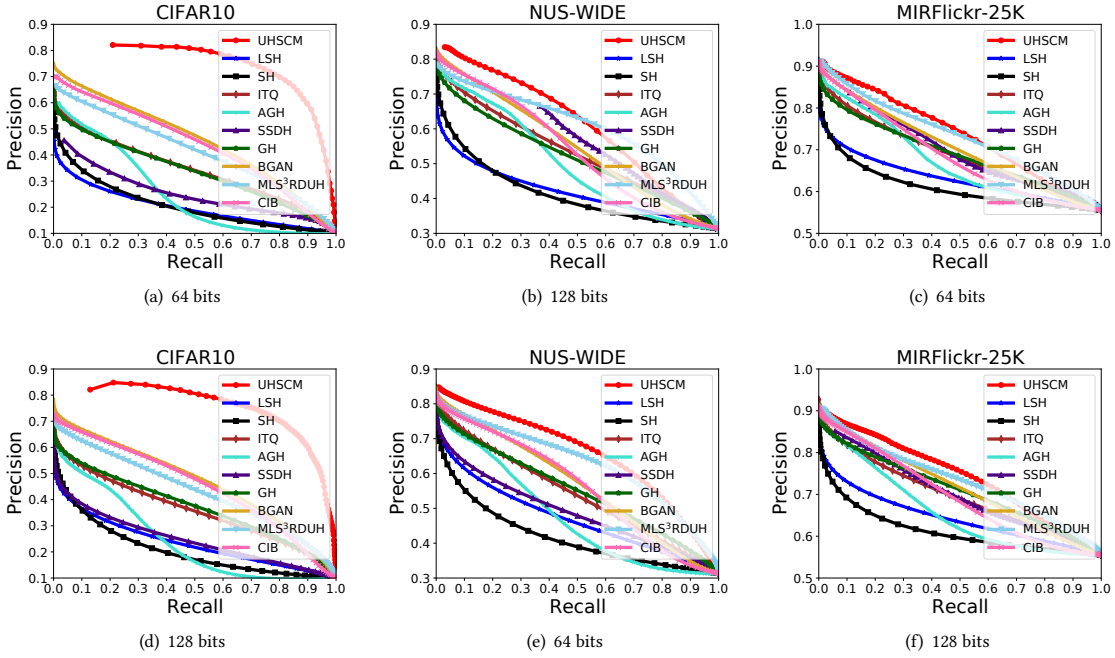 CIFAR10
Precision
0.9
0.8
0.7
0.6
0.5
0.4
0.3
0.2
0.1
0.0 0.1 0.2 0.3 0.4 0.5 0.6 0.7 0.8 0.9 1.0
Recall
UHSCM
LSH
SH
ITQ
AGH
SSDH
GH
BGAN
MLS³RDUH
CIB
(a) 64 bits
NUS-WIDE
Precision
0.9
0.8
0.7
0.6
0.5
0.4
0.3
0.0 0.1 0.2 0.3 0.4 0.5 0.6 0.7 0.8 0.9 1.0
Recall
UHSCM
LSH
SH
ITQ
AGH
SSDH
GH
BGAN
MLS³RDUH
CIB
(b) 128 bits
MIRFlickr-25K
Precision
1.0
0.9
0.8
0.7
0.6
0.5
0.0 0.1 0.2 0.3 0.4 0.5 0.6 0.7 0.8 0.9 1.0
Recall
UHSCM
LSH
SH
ITQ
AGH
SSDH
GH
BGAN
MLS³RDUH
CIB
(c) 64 bits
CIFAR10
Precision
0.9
0.8
0.7
0.6
0.5
0.4
0.3
0.2
0.1
0.0 0.1 0.2 0.3 0.4 0.5 0.6 0.7 0.8 0.9 1.0
Recall
UHSCM
LSH
SH
ITQ
AGH
SSDH
GH
BGAN
MLS³RDUH
CIB
(d) 128 bits
NUS-WIDE
Precision
0.9
0.8
0.7
0.6
0.5
0.4
0.3
0.0 0.1 0.2 0.3 0.4 0.5 0.6 0.7 0.8 0.9 1.0
Recall
UHSCM
LSH
SH
ITQ
AGH
SSDH
GH
BGAN
MLS³RDUH
CIB
(e) 64 bits
MIRFlickr-25K
Precision
1.0
0.9
0.8
0.7
0.6
0.5
0.0 0.1 0.2 0.3 0.4 0.5 0.6 0.7 0.8 0.9 1.0
Recall
UHSCM
LSH
SH
ITQ
AGH
SSDH
GH
BGAN
MLS³RDUH
CIB
(f) 128 bits